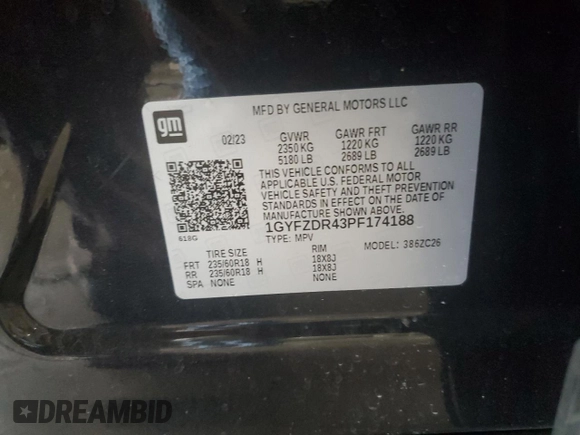 gm
MFD BY GENERAL MOTORS LLC
02/23 GVWR GAWR FRT GAWR RR
2350 KG 1220 KG 1220 KG
5180 LB 2689 LB 2689 LB
THIS VEHICLE CONFORMS TO ALL
APPLICABLE U.S. FEDERAL MOTOR
VEHICLE SAFETY AND THEFT PREVENTION
STANDARDS IN EFFECT ON THE DATE OF
MANUFACTURE SHOWN ABOVE.
1GYFZDR43PF174188
618G
TYPE: MPV MODEL: 386ZC26
TIRE SIZE RIM
FRT 235/60R18 H 18X8J
RR 235/60R18 H 18X8J
SPA NONE NONE
DREAMBID